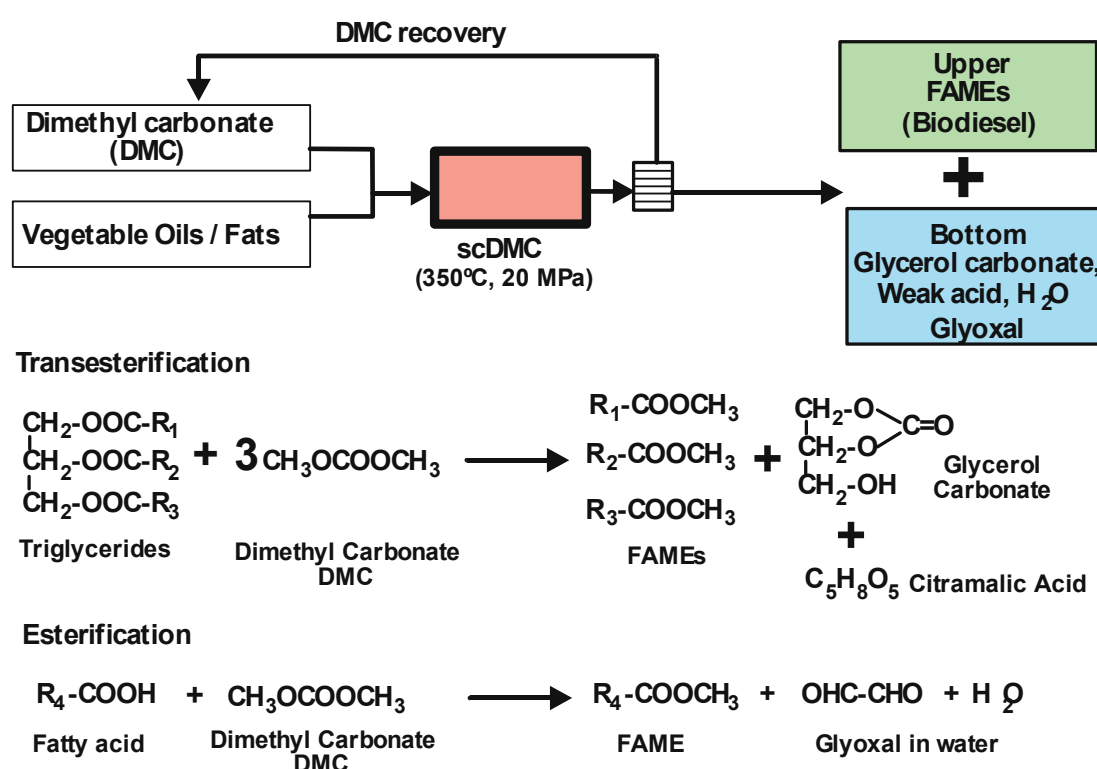 DMC recovery
Dimethyl carbonate
(DMC)
Vegetable Oils / Fats
scDMC
(350ºC, 20 MPa)
Upper
FAMEs
(Biodiesel)
+
Bottom
Glycerol carbonate,
Weak acid, H₂O
Glyoxal
Transesterification
CH₂-OOC-R₁
CH₂-OOC-R₂
CH₂-OOC-R₃
Triglycerides
+
3CH₃OCOOCH₃
Dimethyl Carbonate
DMC
R₁-COOCH₃
R₂-COOCH₃
R₃-COOCH₃
FAMEs
+
CH₂-O
CH₂-O
C=O
CH₂-OH
Glycerol
Carbonate
+
C₅H₈O₅ Citramalic Acid
Esterification
R₄-COOH + CH₃OCOOCH₃ R₄-COOCH₃ + OHC-CHO + H₂O
Fatty acid Dimethyl Carbonate FAME Glyoxal in water
DMC